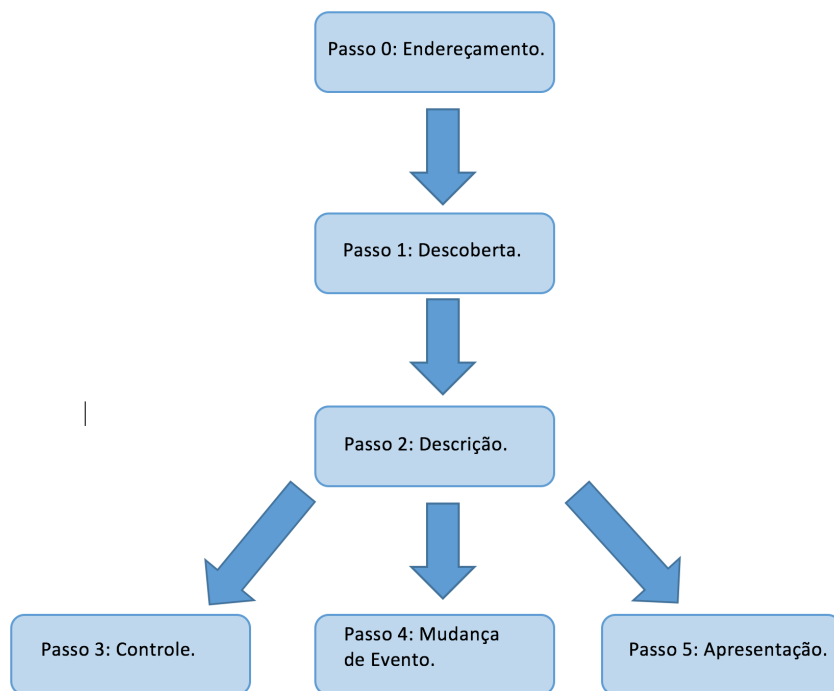 Passo 0: Endereçamento.
Passo 1: Descoberta.
Passo 2: Descrição.
Passo 3: Controle.
Passo 4: Mudança
de Evento.
Passo 5: Apresentação.